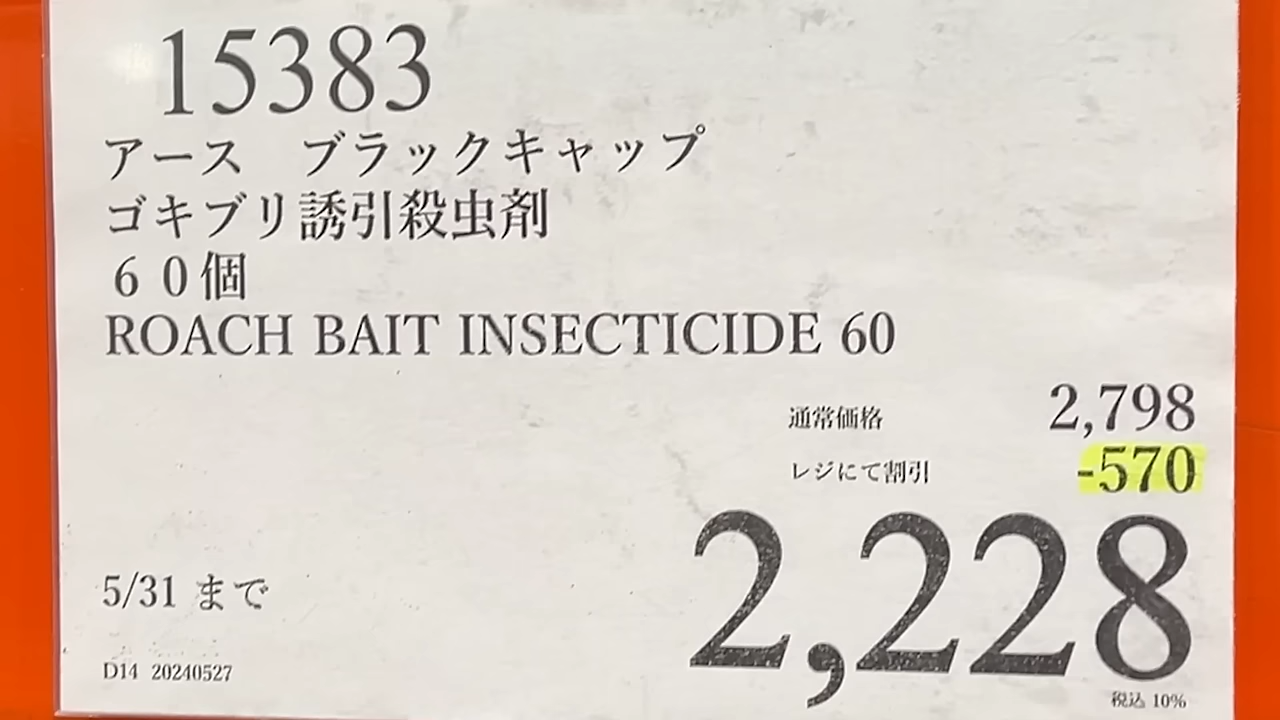 15383
アース　ブラックキャップ
ゴキブリ誘引殺虫剤
６０個
ROACH BAIT INSECTICIDE 60
通常価格 2,798
レジにて割引 -570
2,228
5/31 まで
D14 20240527
税込 10%